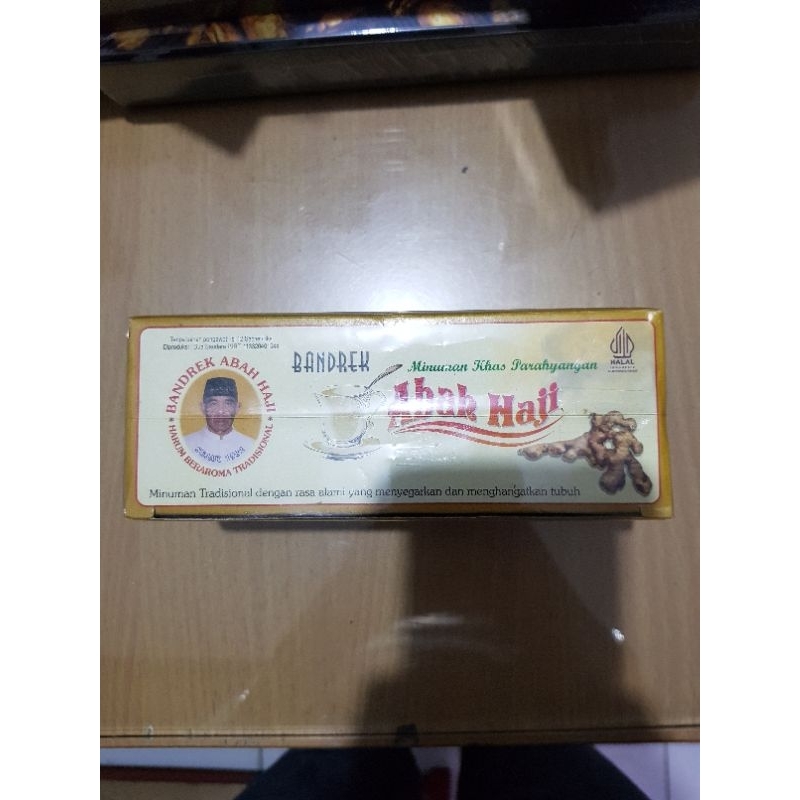 BANDREK ABAH HAJI
HARUM BERAROMA TRADISIONAL
BANDREK
Minuman Khas Parahyangan
Abah Haji
HALAL
INDONESIA
Minuman Tradisional dengan rasa alami yang menyegarkan dan menghangatkan tubuh